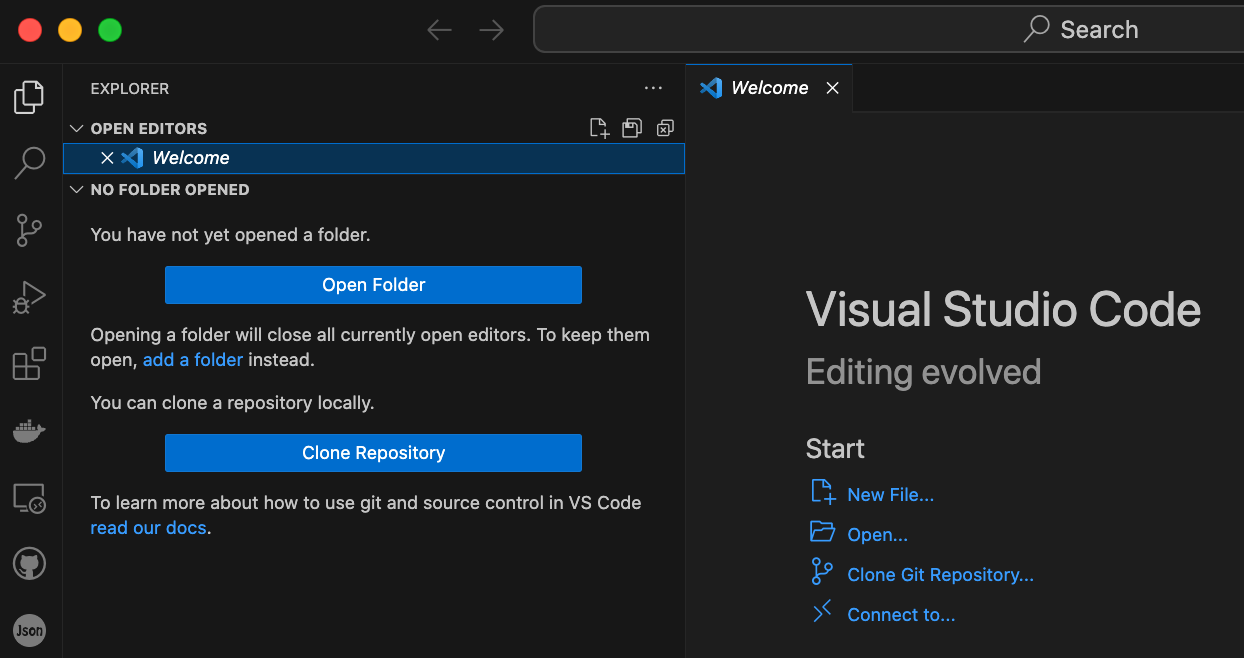 Search
EXPLORER
Welcome
OPEN EDITORS
Welcome
NO FOLDER OPENED
You have not yet opened a folder.
Open Folder
Opening a folder will close all currently open editors. To keep them
open, add a folder instead.
You can clone a repository locally.
Clone Repository
To learn more about how to use git and source control in VS Code
read our docs.
Json
Visual Studio Code
Editing evolved
Start
New File...
Open...
Clone Git Repository...
Connect to...